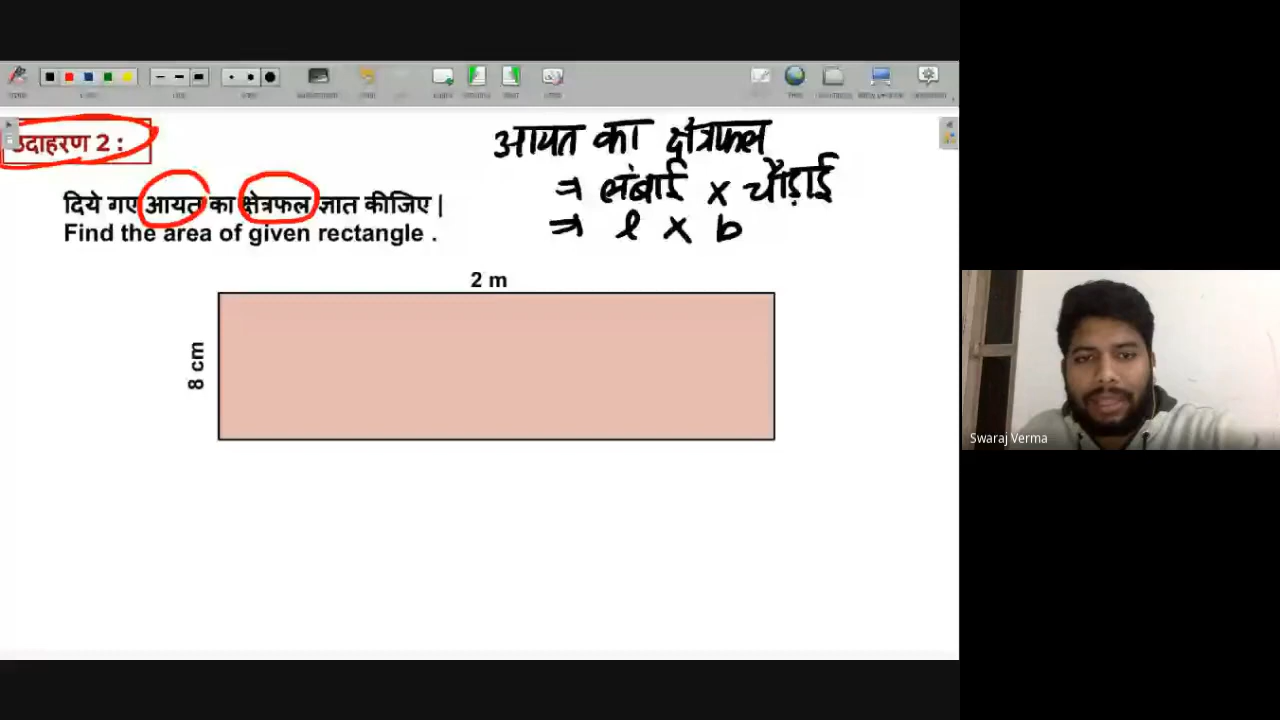 उदाहरण 2 :
आयत का क्षेत्रफल
⇒ लंबाई × चौड़ाई
⇒ l × b
दिये गए आयत का क्षेत्रफल ज्ञात कीजिए |
Find the area of given rectangle .
2 m
8 cm
Swaraj Verma